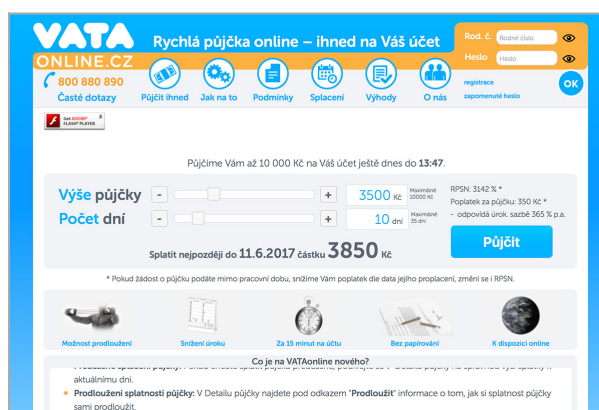 VATA
ONLINE.CZ
Rychlá půjčka online – ihned na Váš účet
Rod. č. Rodné číslo
Heslo Heslo
800 880 890
Časté dotazy
Půjčit ihned
Jak na to
Podmínky
Splacení
Výhody
O nás
registrace
zapomenuté heslo
OK
Get ADOBE®
FLASH® PLAYER
Půjčíme Vám až 10 000 Kč na Váš účet ještě dnes do 13:47.
Výše půjčky - + 3500 Kč Maximálně
10000 Kč
Počet dní - + 10 dní Maximálně
35 dní
RPSN: 3142 % *
Poplatek za půjčku: 350 Kč *
- odpovídá úrok. sazbě 365 % p.a.
Půjčit
Splatit nejpozději do 11.6.2017 částku 3850 Kč
* Pokud žádost o půjčku podáte mimo pracovní dobu, snížíme Vám poplatek dle data jejího proplacení, změní se i RPSN.
Možnost prodloužení
Snížení úroku
Za 15 minut na účtu
Bez papírování
K dispozici online
Co je na VATAonline nového?
aktuálnímu dni.
Prodloužení splatnosti půjčky: V Detailu půjčky najdete pod odkazem "Prodloužit" informace o tom, jak si splatnost půjčky
sami prodloužit.